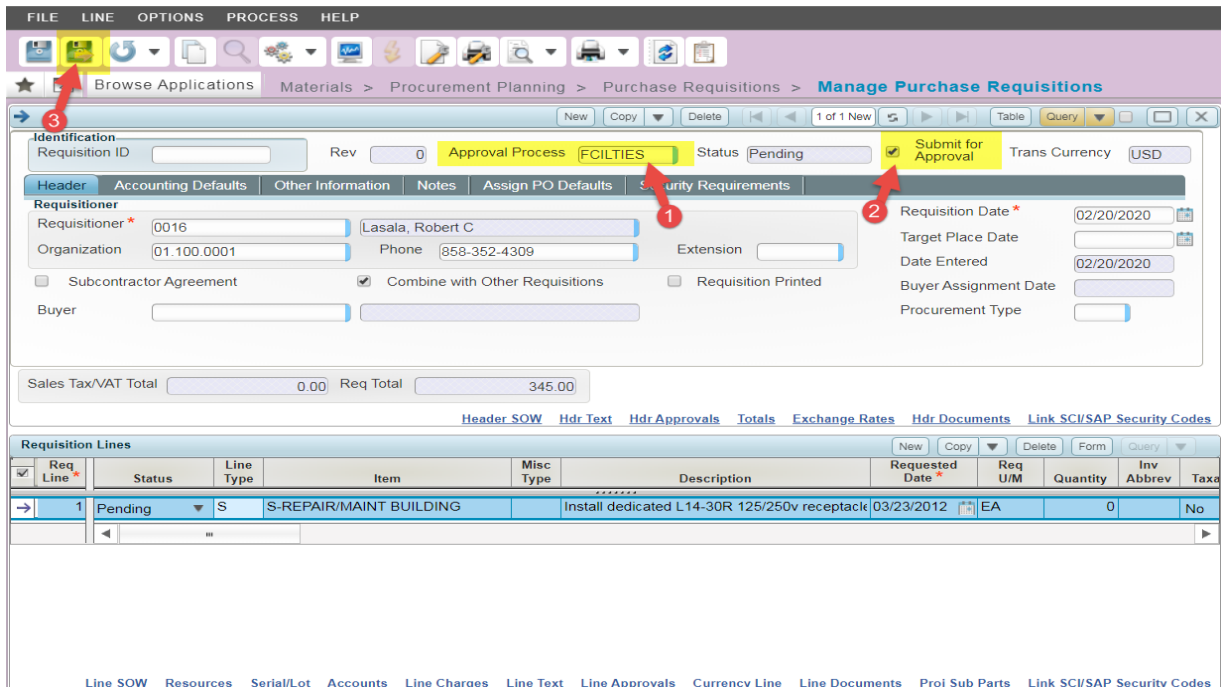 FILE LINE OPTIONS PROCESS HELP
Browse Applications Materials > Procurement Planning > Purchase Requisitions > Manage Purchase Requisitions
3
New Copy Delete 1 of 1 New Table Query
Identification
Requisition ID Rev 0 Approval Process FCILTIES Status Pending Submit for Approval Trans Currency USD
Header Accounting Defaults Other Information Notes Assign PO Defaults Security Requirements
1
2
Requisitioner
Requisitioner * 0016 Lasala, Robert C Requisition Date * 02/20/2020
Organization 01.100.0001 Phone 858-352-4309 Extension Target Place Date
Date Entered 02/20/2020
Subcontractor Agreement Combine with Other Requisitions Requisition Printed Buyer Assignment Date
Buyer Procurement Type
Sales Tax/VAT Total 0.00 Req Total 345.00
Header SOW Hdr Text Hdr Approvals Totals Exchange Rates Hdr Documents Link SCI/SAP Security Codes
Requisition Lines New Copy Delete Form Query
Req Line * Status Line Type Item Misc Type Description Requested Date * Req U/M Quantity Inv Abbrev Taxa
1 Pending S S-REPAIR/MAINT BUILDING Install dedicated L14-30R 125/250v receptacle 03/23/2012 EA 0 No
Line SOW Resources Serial/Lot Accounts Line Charges Line Text Line Approvals Currency Line Line Documents Proj Sub Parts Link SCI/SAP Security Codes